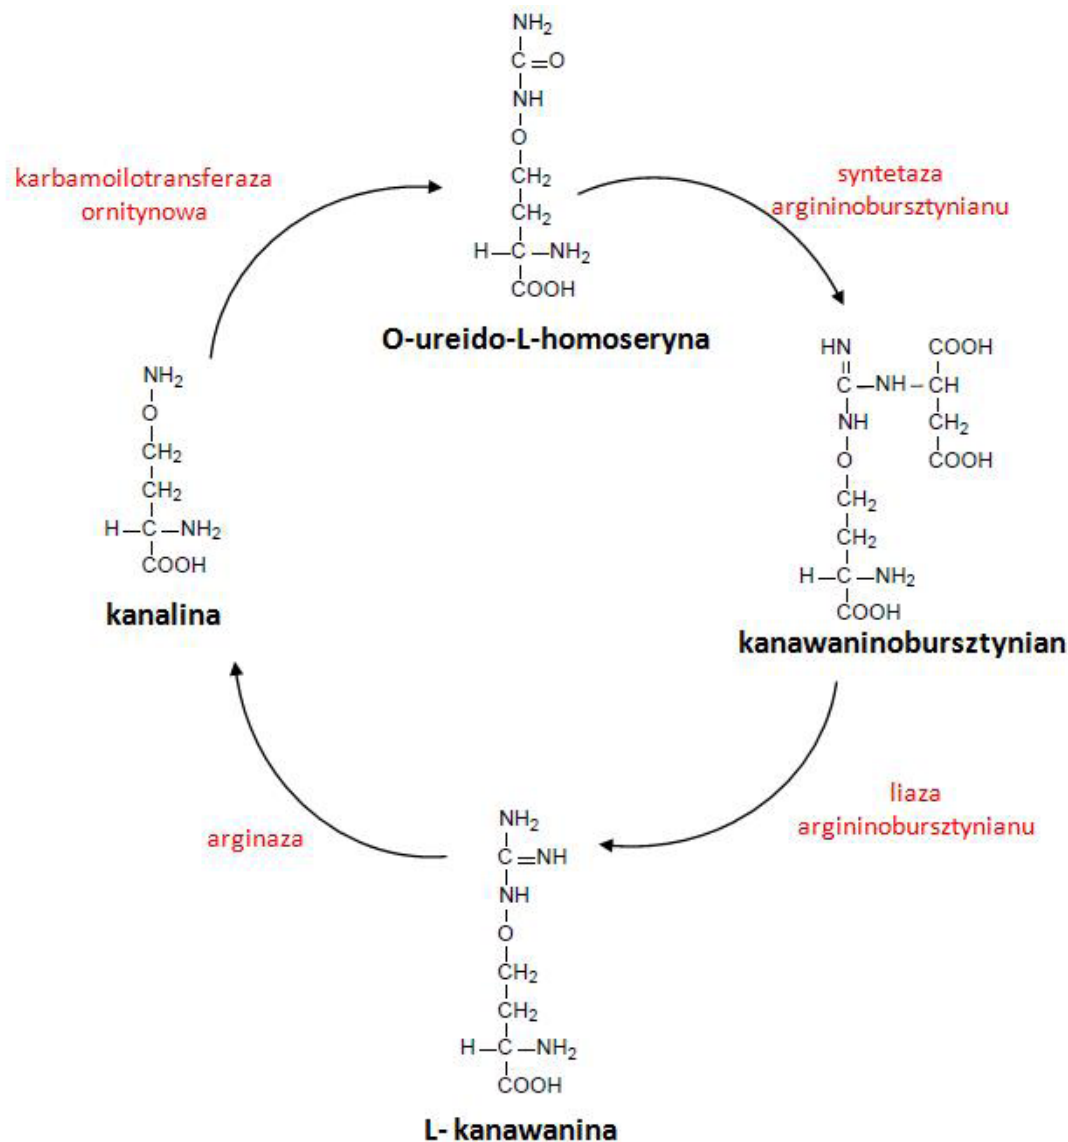 NH2
C=O
NH
O
CH2
CH2
H–C–NH2
COOH
O-ureido-L-homoseryna
karbamoilotransferaza
ornitynowa
syntetaza
argininobursztynianu
HN COOH
C–NH–CH
NH CH2
O COOH
CH2
CH2
H–C–NH2
COOH
kanawaninobursztynian
liaza
argininobursztynianu
NH2
C=NH
NH
O
CH2
CH2
H–C–NH2
COOH
L- kanawanina
arginaza
NH2
O
CH2
CH2
H–C–NH2
COOH
kanalina